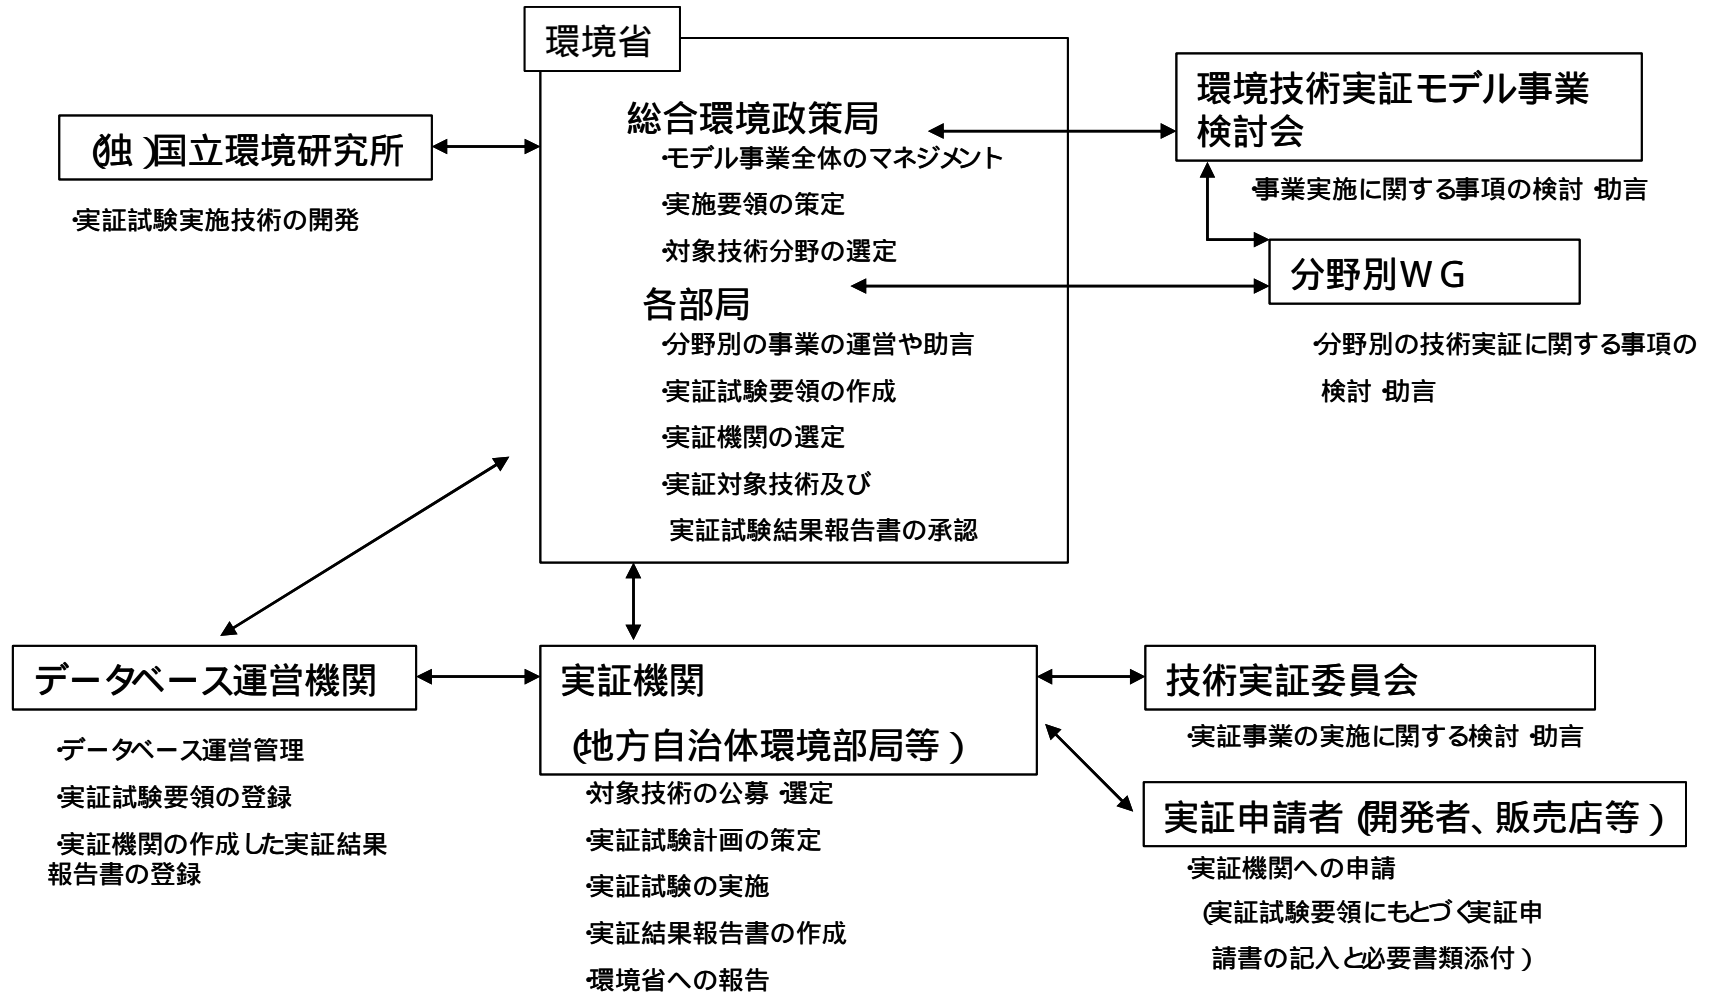 環境省
総合環境政策局
・モデル事業全体のマネジメント
・実施要領の策定
・対象技術分野の選定
各部局
・分野別の事業の運営や助言
・実証試験要領の作成
・実証機関の選定
・実証対象技術及び
実証試験結果報告書の承認
(独)国立環境研究所
・実証試験実施技術の開発
環境技術実証モデル事業
検討会
・事業実施に関する事項の検討・助言
分野別WG
・分野別の技術実証に関する事項の
検討・助言
データベース運営機関
・データベース運営管理
・実証試験要領の登録
・実証機関の作成した実証結果
報告書の登録
実証機関
(地方自治体環境部局等)
・対象技術の公募・選定
・実証試験計画の策定
・実証試験の実施
・実証結果報告書の作成
・環境省への報告
技術実証委員会
・実証事業の実施に関する検討・助言
実証申請者(開発者、販売店等)
・実証機関への申請
(実証試験要領にもとづく実証申
請書の記入と必要書類添付)